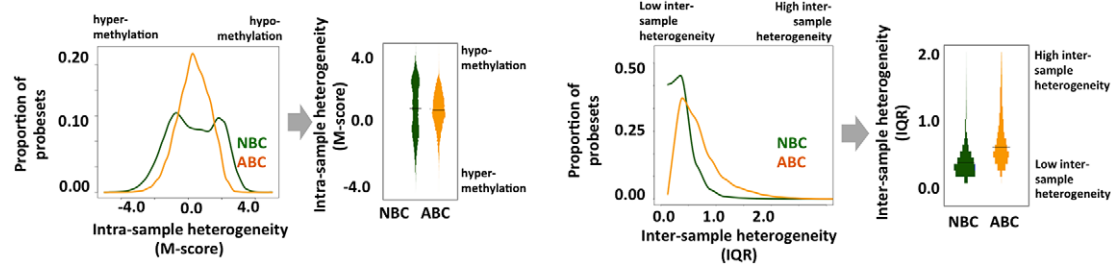 hyper-
methylation
hypo-
methylation
Proportion of
probesets
0.20
0.10
0.00
NBC
ABC
-4.0
0.0
4.0
Intra-sample heterogeneity
(M-score)
Intra-sample heterogeneity
(M-score)
4.0
0.0
-4.0
hypo-
methylation
hyper-
methylation
NBC ABC
Low inter-
sample
heterogeneity
High inter-
sample
heterogeneity
Proportion of
probesets
0.50
0.25
0.00
NBC
ABC
0.0
1.0
2.0
Inter-sample heterogeneity
(IQR)
Inter-sample heterogeneity
(IQR)
2.0
1.0
0.0
High inter-
sample
heterogeneity
Low inter-
sample
heterogeneity
NBC ABC